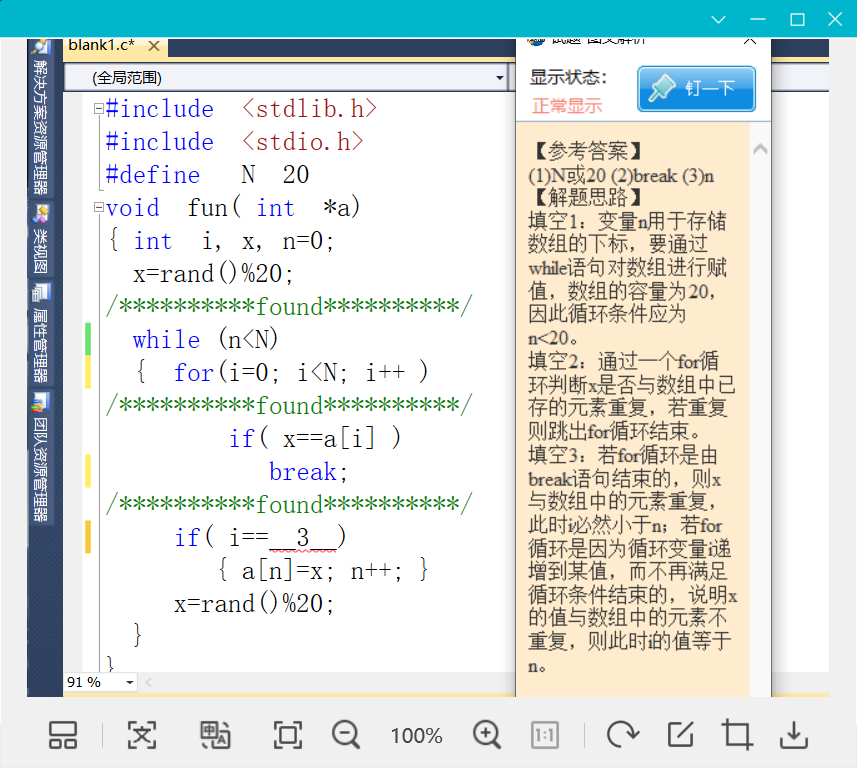 blank1.c*
(全局范围)
解决方案资源管理器
类视图
属性管理器
团队资源管理器
#include <stdlib.h>
#include <stdio.h>
#define N 20
void fun( int *a)
{ int i, x, n=0;
x=rand()%20;
/**********found**********/
while (n<N)
{ for(i=0; i<N; i++ )
/**********found**********/
if( x==a[i] )
break;
/**********found**********/
if( i==__3__)
{ a[n]=x; n++; }
x=rand()%20;
}
}
91 %
显示状态:
正常显示
钉一下
【参考答案】
(1)N或20 (2)break (3)n
【解题思路】
填空1：变量n用于存储
数组的下标，要通过
while语句对数组进行赋
值，数组的容量为20，
因此循环条件应为
n<20。
填空2：通过一个for循
环判断x是否与数组中已
存的元素重复，若重复
则跳出for循环结束。
填空3：若for循环是由
break语句结束的，则x
与数组中的元素重复，
此时i必然小于n；若for
循环是因为循环变量i递
增到某值，而不再满足
循环条件结束的，说明x
的值与数组中的元素不
重复，则此时i的值等于
n。
100%
1:1